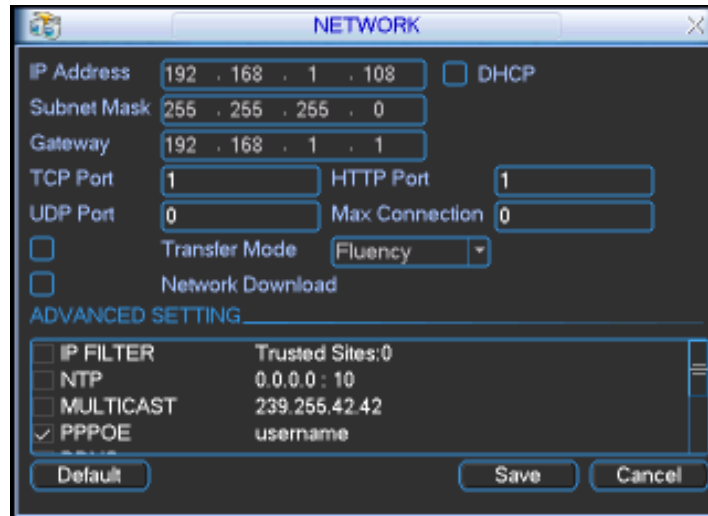 NETWORK
IP Address 192 . 168 . 1 . 108 DHCP
Subnet Mask 255 . 255 . 255 . 0
Gateway 192 . 168 . 1 . 1
TCP Port 1 HTTP Port 1
UDP Port 0 Max Connection 0
Transfer Mode Fluency
Network Download
ADVANCED SETTING
IP FILTER Trusted Sites:0
NTP 0.0.0.0 : 10
MULTICAST 239.255.42.42
PPPOE username
Default Save Cancel